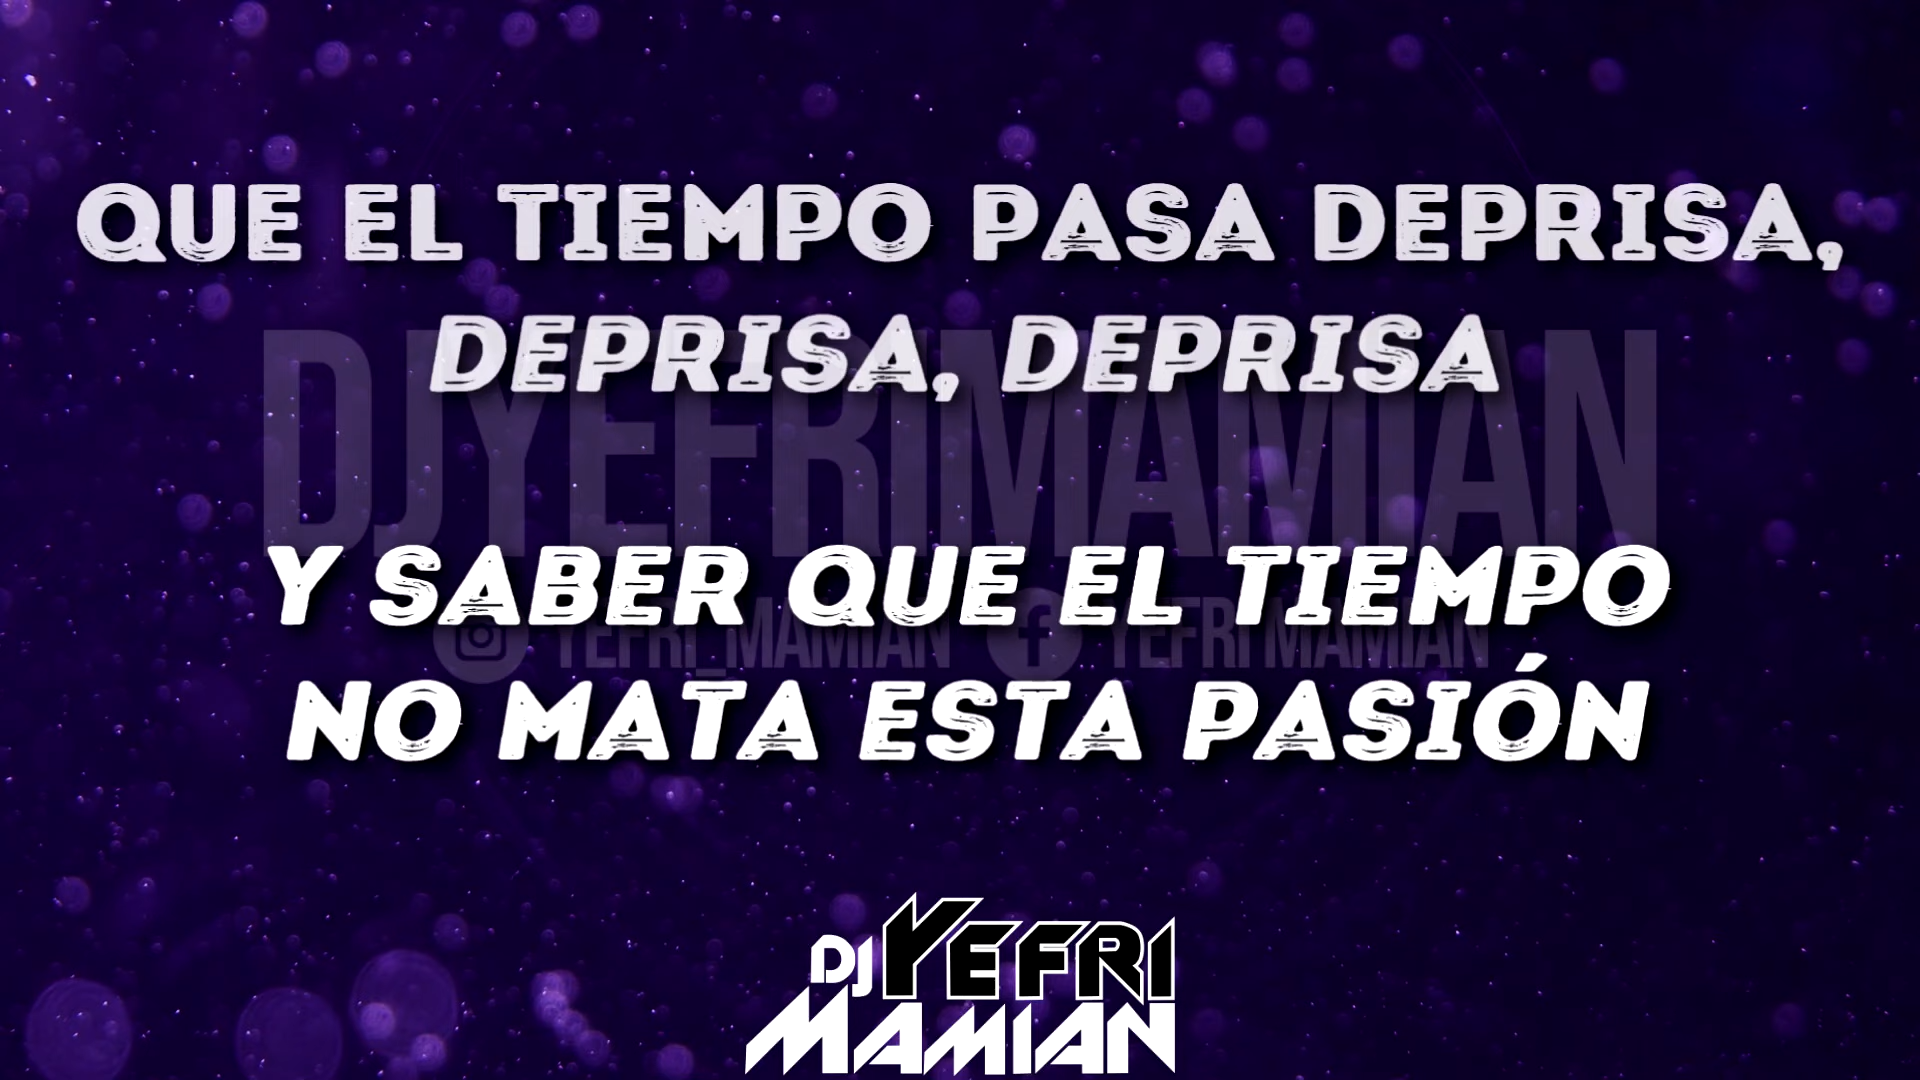 QUE EL TIEMPO PASA DEPRISA,
DEPRISA, DEPRISA
DJYEFRIMAMIAN
Y SABER QUE EL TIEMPO
YEFRI_MAMIAN YEFRI MAMIAN
NO MATA ESTA PASIÓN
DJ YEFRI
MAMIAN